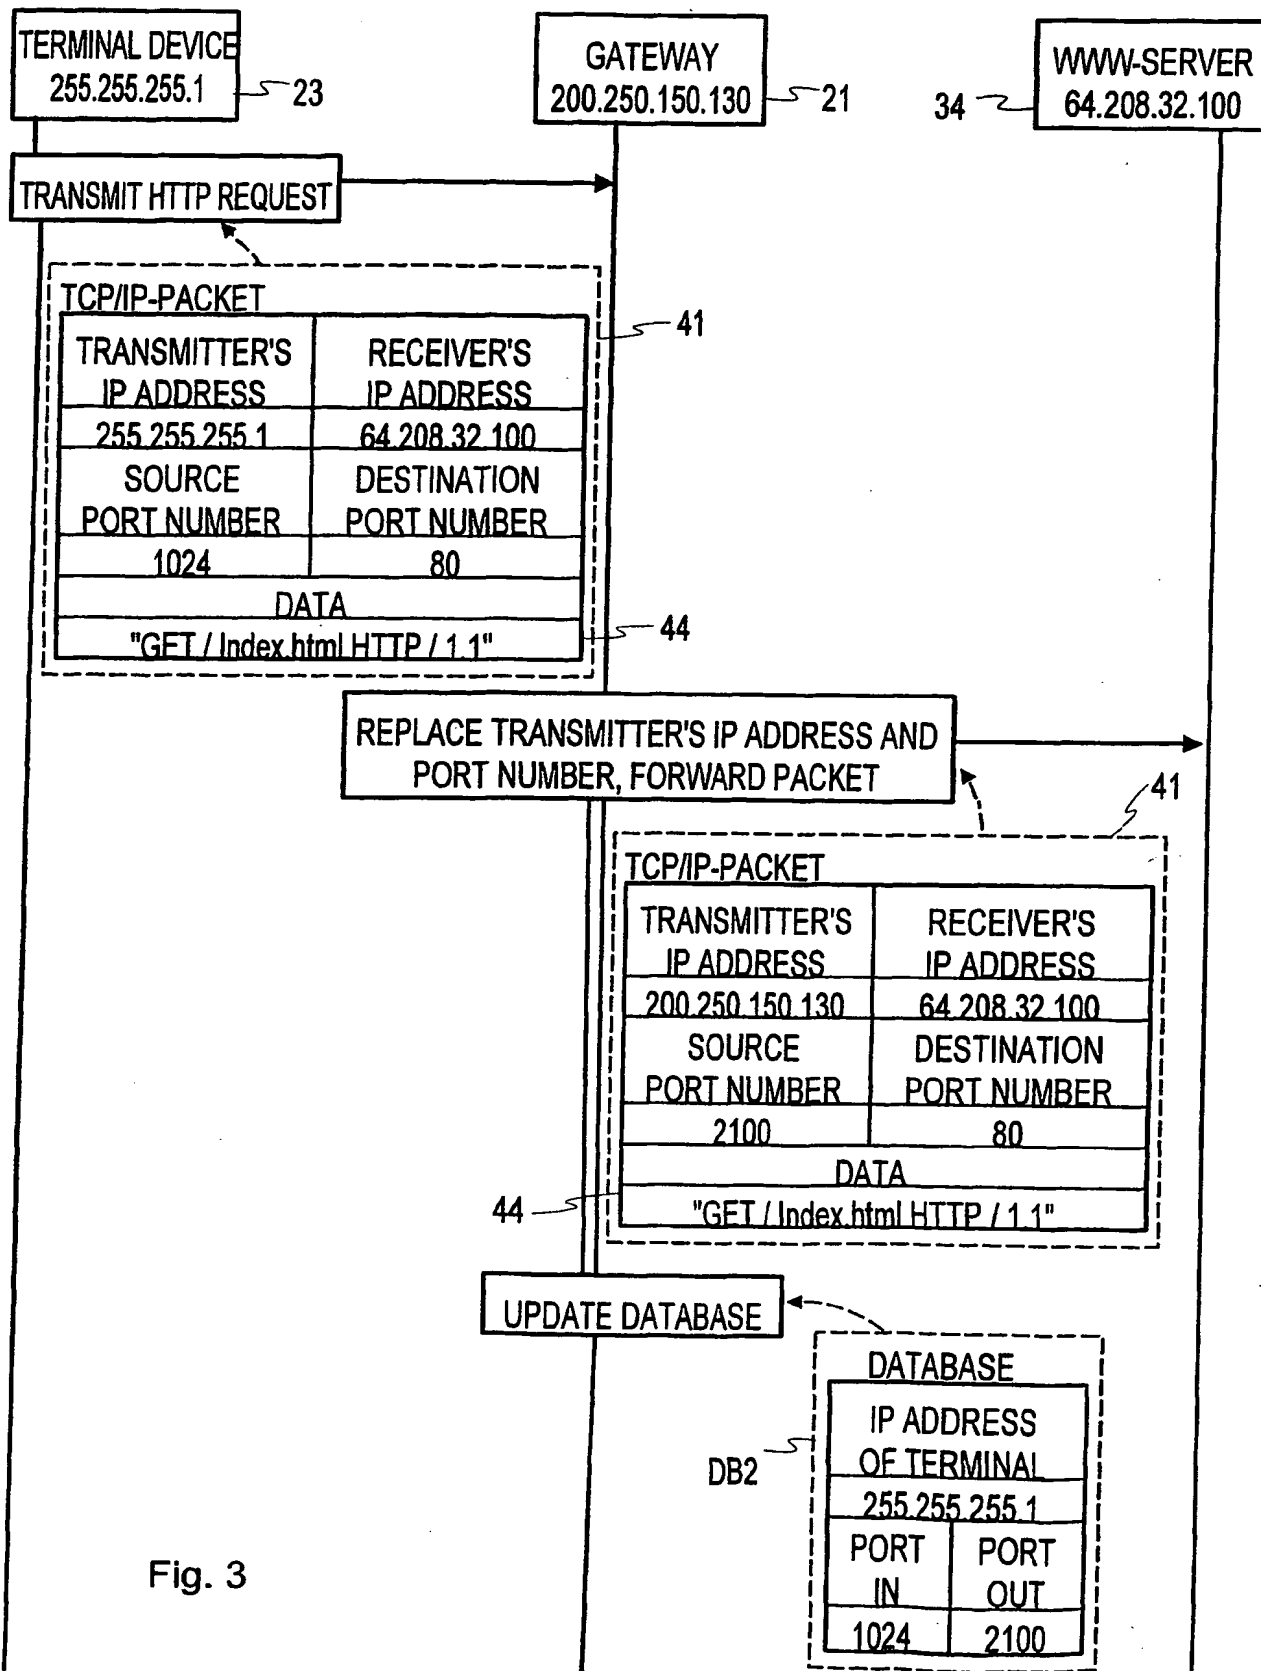 TERMINAL DEVICE
255.255.255.1
23
GATEWAY
200.250.150.130
21
34
WWW-SERVER
64.208.32.100
TRANSMIT HTTP REQUEST
TCP/IP-PACKET
41
TRANSMITTER'S
IP ADDRESS
RECEIVER'S
IP ADDRESS
255.255.255.1
64.208.32.100
SOURCE
PORT NUMBER
DESTINATION
PORT NUMBER
1024
80
DATA
"GET / Index.html HTTP / 1.1"
44
REPLACE TRANSMITTER'S IP ADDRESS AND
PORT NUMBER, FORWARD PACKET
41
TCP/IP-PACKET
TRANSMITTER'S
IP ADDRESS
RECEIVER'S
IP ADDRESS
200.250.150.130
64.208.32.100
SOURCE
PORT NUMBER
DESTINATION
PORT NUMBER
2100
80
DATA
44
"GET / Index.html HTTP / 1.1"
UPDATE DATABASE
DATABASE
DB2
IP ADDRESS
OF TERMINAL
255.255.255.1
PORT
IN
PORT
OUT
1024
2100
Fig. 3